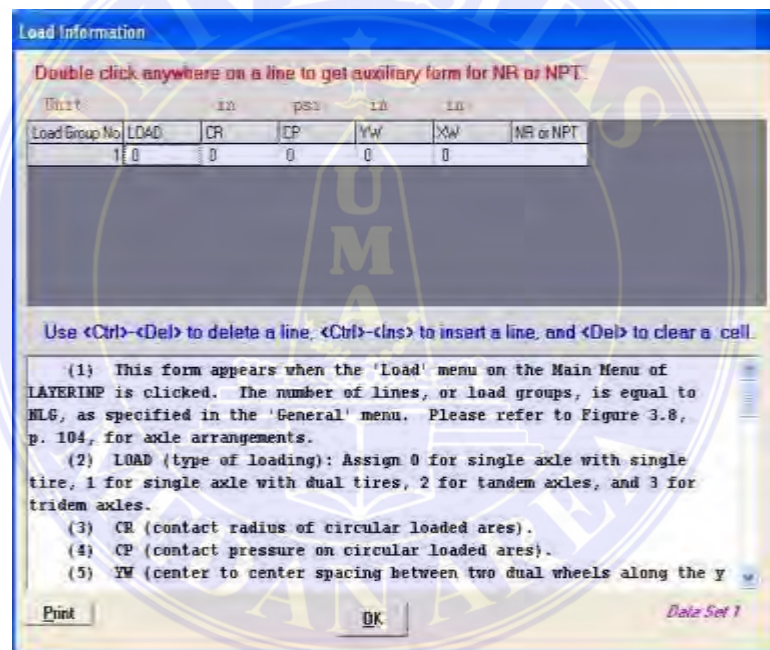 Load Information
Double click anywhere on a line to get auxiliary form for NR or NPT.
Unit in psi in in
Load Group No LOAD CR CP YW XW NR or NPT
1 0 0 0 0 0
Use <Ctrl>-<Del> to delete a line, <Ctrl>-<Ins> to insert a line, and <Del> to clear a cell.
(1) This form appears when the 'Load' menu on the Main Menu of
LAYERINP is clicked. The number of lines, or load groups, is equal to
NLG, as specified in the 'General' menu. Please refer to Figure 3.8,
p. 104, for axle arrangements.
(2) LOAD (type of loading): Assign 0 for single axle with single
tire, 1 for single axle with dual tires, 2 for tandem axles, and 3 for
tridem axles.
(3) CR (contact radius of circular loaded ares).
(4) CP (contact pressure on circular loaded ares).
(5) YW (center to center spacing between two dual wheels along the y
Print OK Data Set 1
UMA